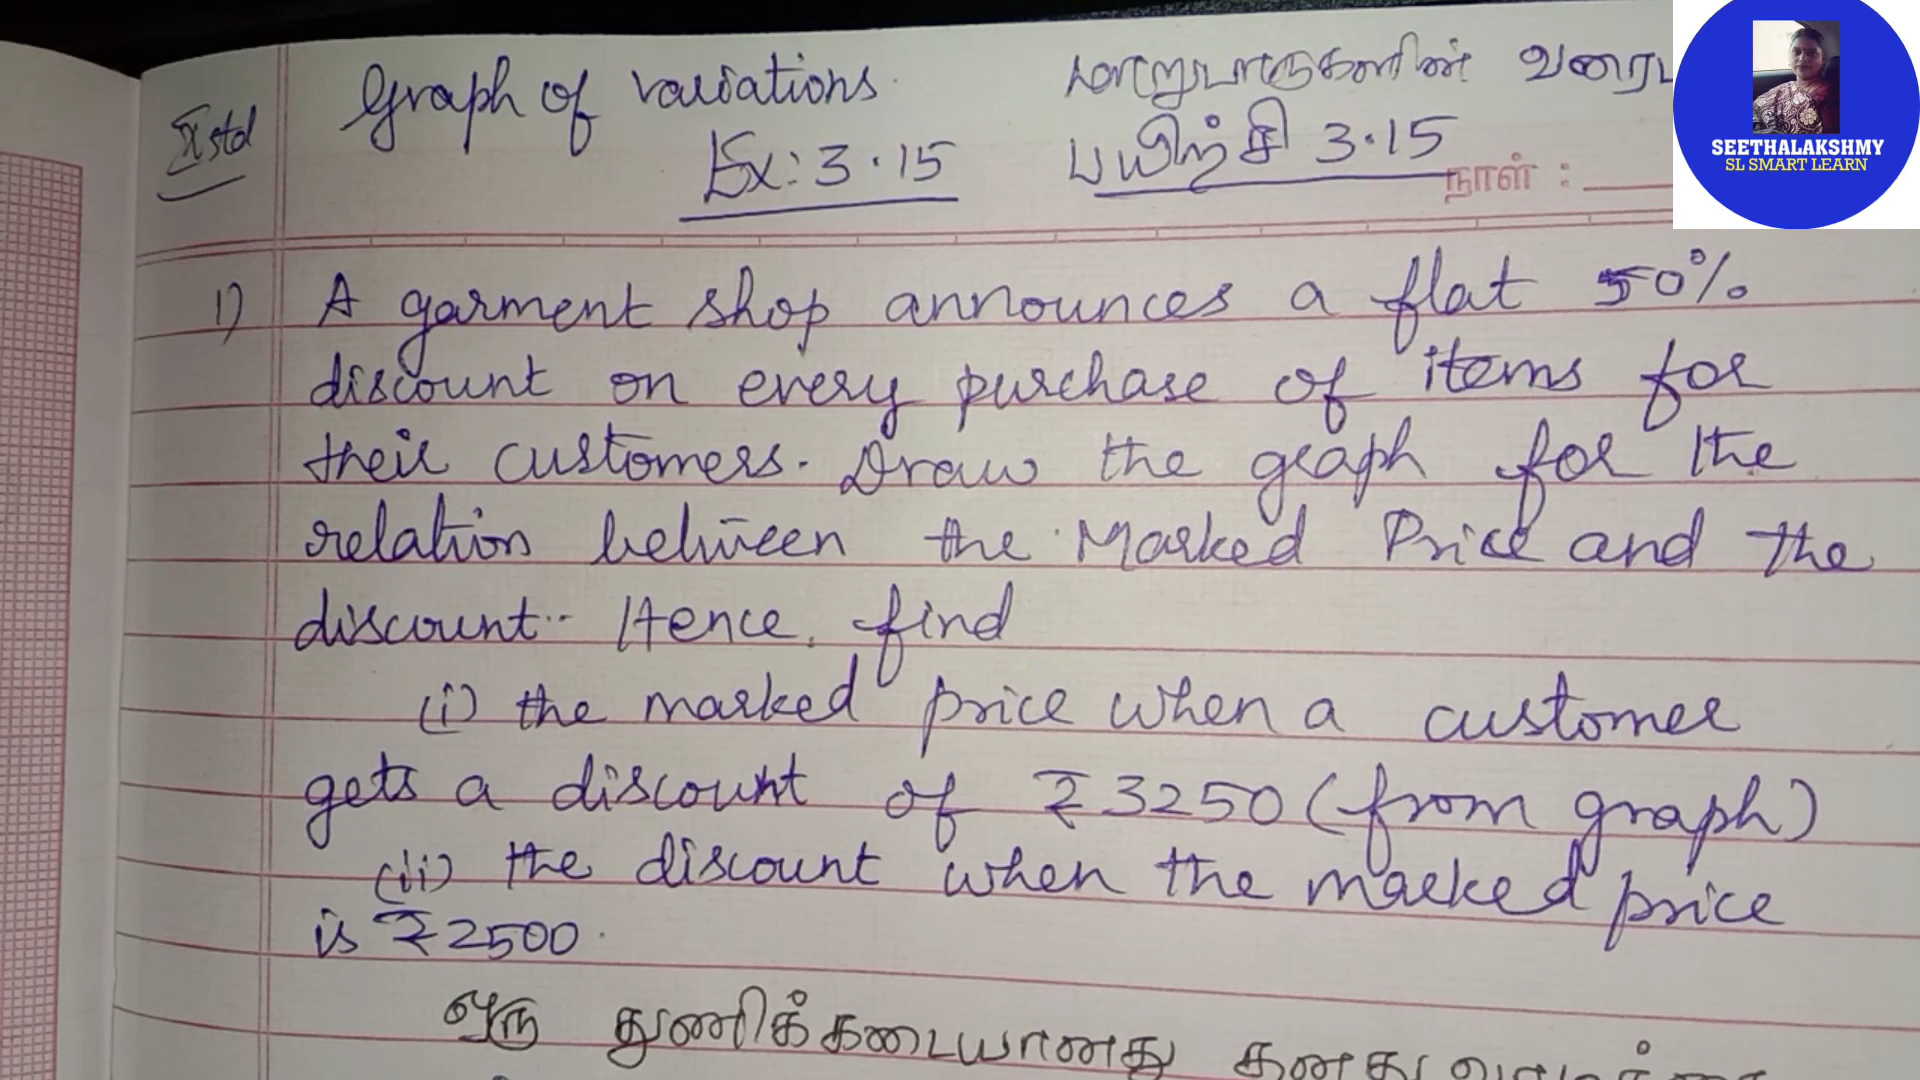 X std
Graph of variations. மாறுபாடுகளின் வரைப
Ex: 3.15 பயிற்சி 3.15
நாள் :
SEETHALAKSHMY
SL SMART LEARN
1) A garment shop announces a flat 50%
discount on every purchase of items for
their customers. Draw the graph for the
relation between the Marked Price and the
discount. Hence, find
(i) the marked price when a customer
gets a discount of ₹3250 (from graph)
(ii) the discount when the marked price
is ₹2500.
ஒரு துணிக்கடையானது தனது